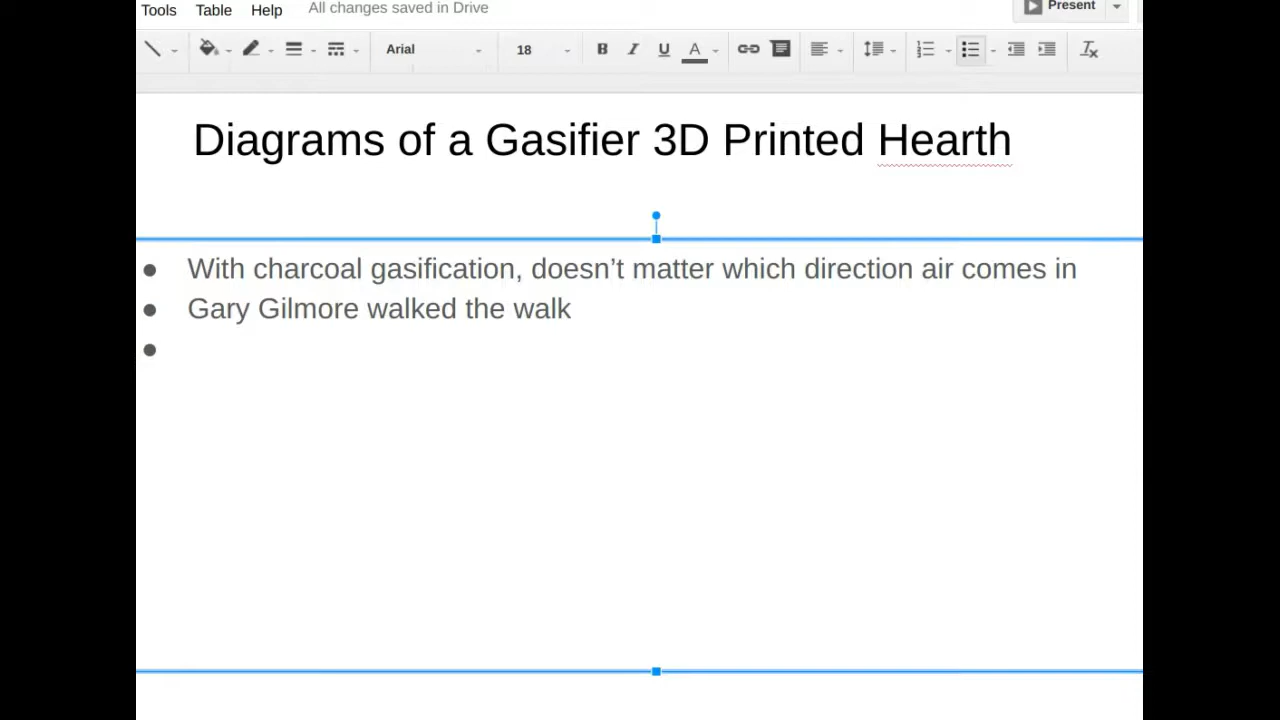 Tools Table Help All changes saved in Drive Present
Arial 18 B I U A
Diagrams of a Gasifier 3D Printed Hearth
● With charcoal gasification, doesn’t matter which direction air comes in
● Gary Gilmore walked the walk
●